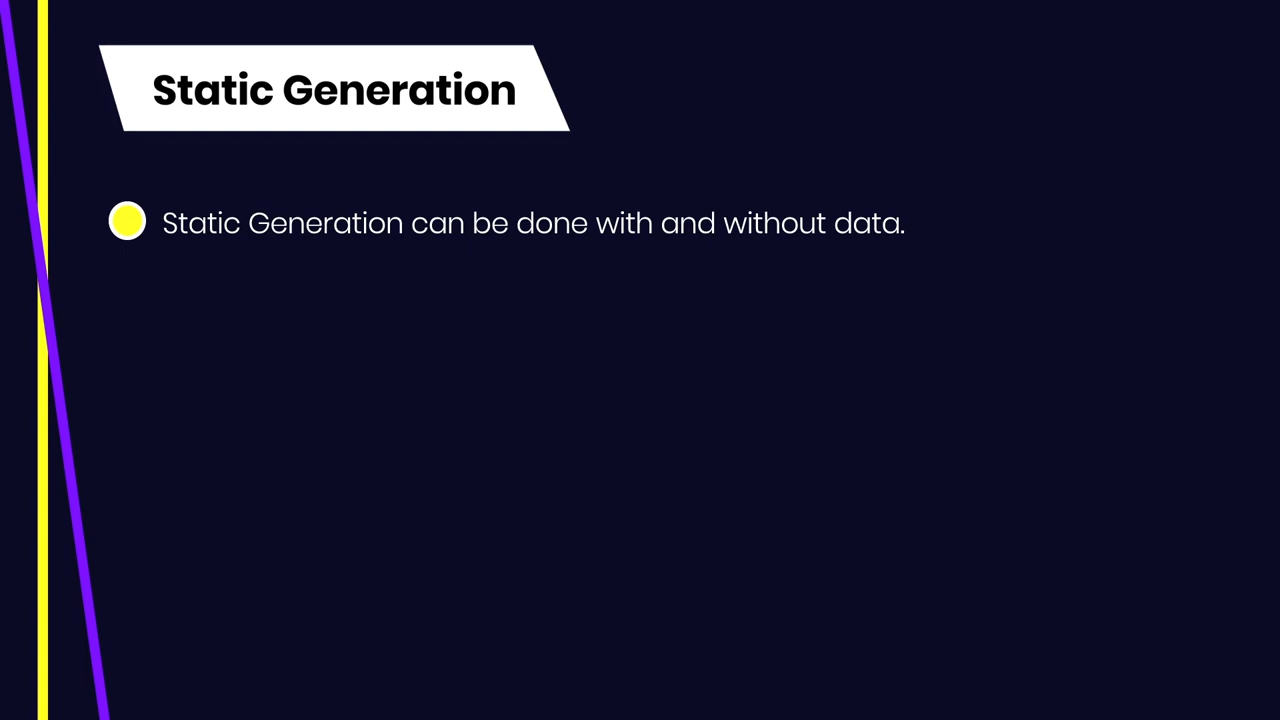 Static Generation
Static Generation can be done with and without data.